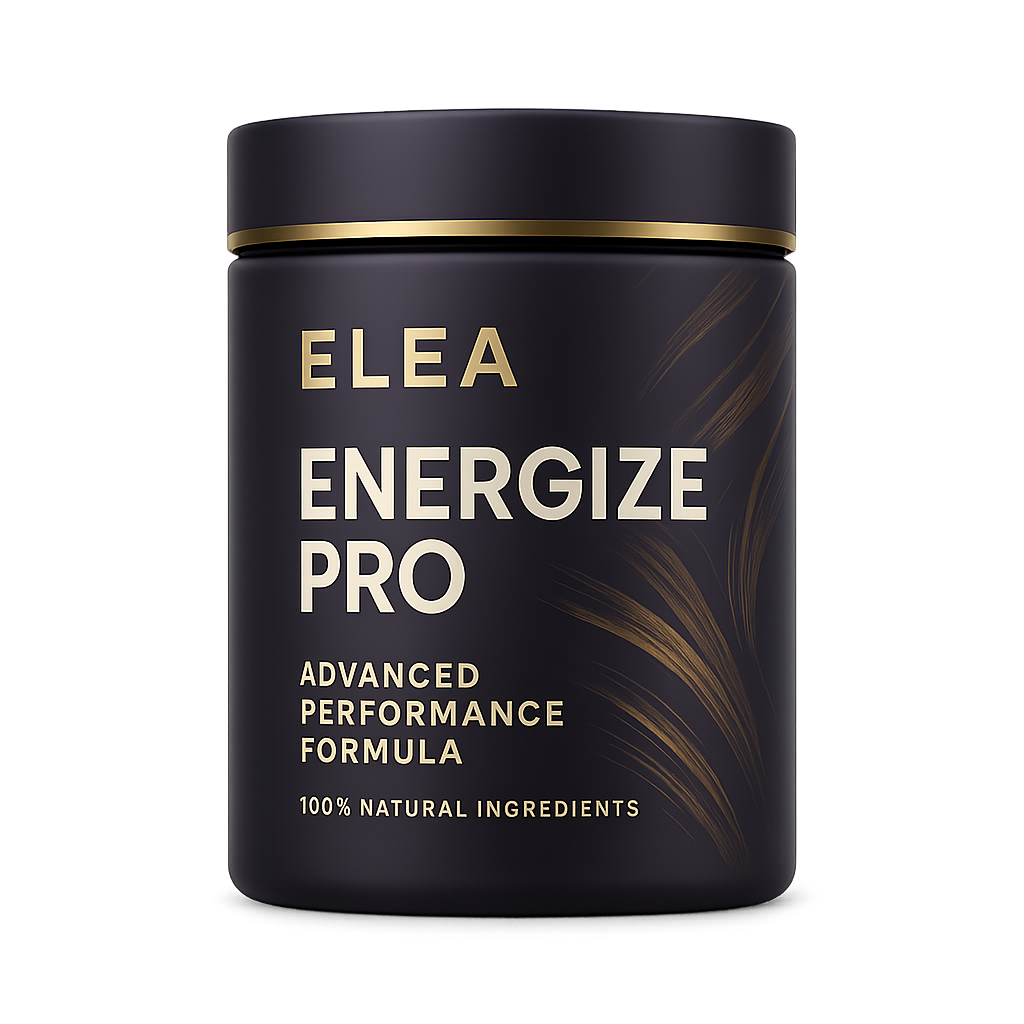 ELEA
ENERGIZE
PRO
ADVANCED
PERFORMANCE
FORMULA
100% NATURAL INGREDIENTS